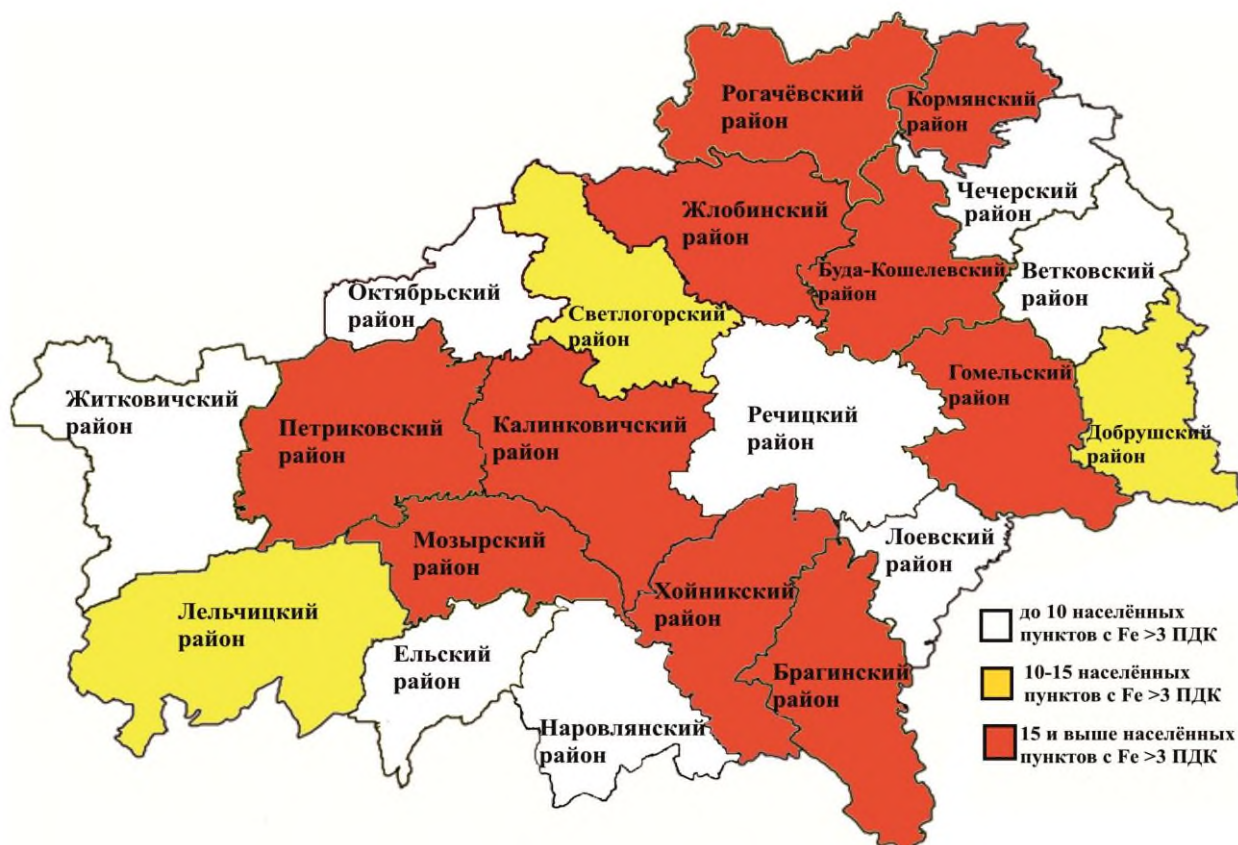 Рогачёвский
район
Кормянский
район
Чечерский
район
Жлобинский
район
Буда-Кошелевский
район
Ветковский
район
Октябрьский
район
Светлогорский
район
Житковичский
район
Петриковский
район
Калинковичский
район
Речицкий
район
Гомельский
район
Добрушский
район
Мозырский
район
Лоевский
район
Хойникский
район
Лельчицкий
район
Ельский
район
Наровлянский
район
Брагинский
район
до 10 населённых
пунктов с Fe >3 ПДК
10-15 населённых
пунктов с Fe >3 ПДК
15 и выше населённых
пунктов с Fe >3 ПДК